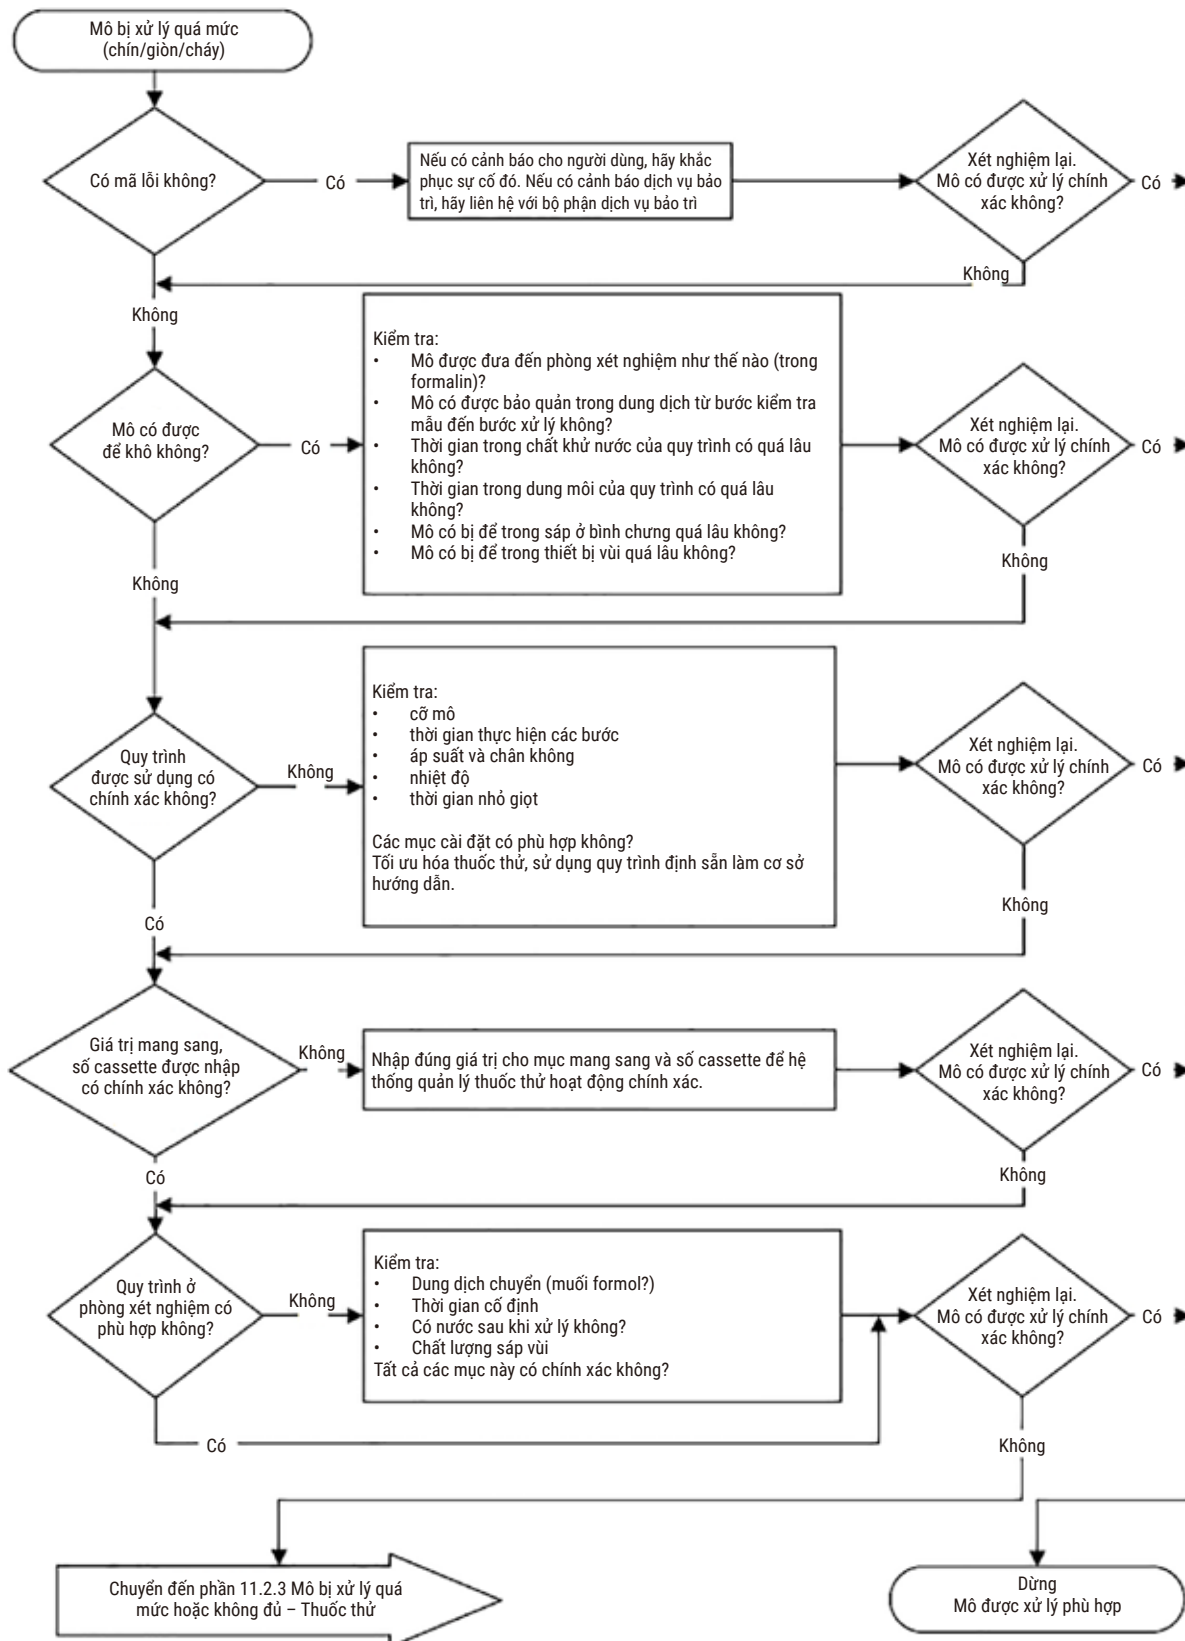 Mô bị xử lý quá mức
(chín/giòn/cháy)
Có mã lỗi không?
Có
Nếu có cảnh báo cho người dùng, hãy khắc
phục sự cố đó. Nếu có cảnh báo dịch vụ bảo
trì, hãy liên hệ với bộ phận dịch vụ bảo trì
Xét nghiệm lại.
Mô có được xử lý chính
xác không?
Có
Không
Không
Mô có được
để khô không?
Có
Kiểm tra:
• Mô được đưa đến phòng xét nghiệm như thế nào (trong
formalin)?
• Mô có được bảo quản trong dung dịch từ bước kiểm tra
mẫu đến bước xử lý không?
• Thời gian trong chất khử nước của quy trình có quá lâu
không?
• Thời gian trong dung môi của quy trình có quá lâu
không?
• Mô có bị để trong sáp ở bình chưng quá lâu không?
• Mô có bị để trong thiết bị vùi quá lâu không?
Xét nghiệm lại.
Mô có được xử lý chính
xác không?
Có
Không
Không
Quy trình
được sử dụng có
chính xác không?
Không
Kiểm tra:
• cỡ mô
• thời gian thực hiện các bước
• áp suất và chân không
• nhiệt độ
• thời gian nhỏ giọt
Các mục cài đặt có phù hợp không?
Tối ưu hóa thuốc thử, sử dụng quy trình định sẵn làm cơ sở
hướng dẫn.
Xét nghiệm lại.
Mô có được xử lý chính
xác không?
Có
Không
Có
Giá trị mang sang,
số cassette được nhập
có chính xác không?
Không
Nhập đúng giá trị cho mục mang sang và số cassette để hệ
thống quản lý thuốc thử hoạt động chính xác.
Xét nghiệm lại.
Mô có được xử lý chính
xác không?
Có
Có
Không
Quy trình ở
phòng xét nghiệm có
phù hợp không?
Không
Kiểm tra:
• Dung dịch chuyển (muối formol?)
• Thời gian cố định
• Có nước sau khi xử lý không?
• Chất lượng sáp vùi
Tất cả các mục này có chính xác không?
Xét nghiệm lại.
Mô có được xử lý chính
xác không?
Có
Có
Không
Chuyển đến phần 11.2.3 Mô bị xử lý quá
mức hoặc không đủ – Thuốc thử
Dừng
Mô được xử lý phù hợp